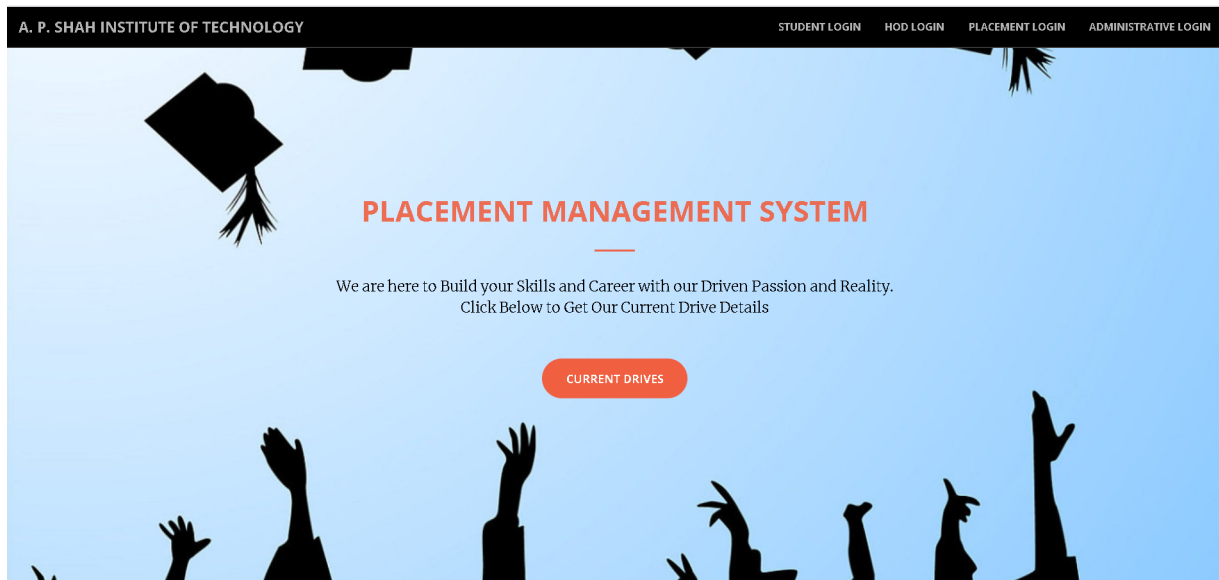 A. P. SHAH INSTITUTE OF TECHNOLOGY
STUDENT LOGIN HOD LOGIN PLACEMENT LOGIN ADMINISTRATIVE LOGIN
PLACEMENT MANAGEMENT SYSTEM
We are here to Build your Skills and Career with our Driven Passion and Reality.
Click Below to Get Our Current Drive Details
CURRENT DRIVES